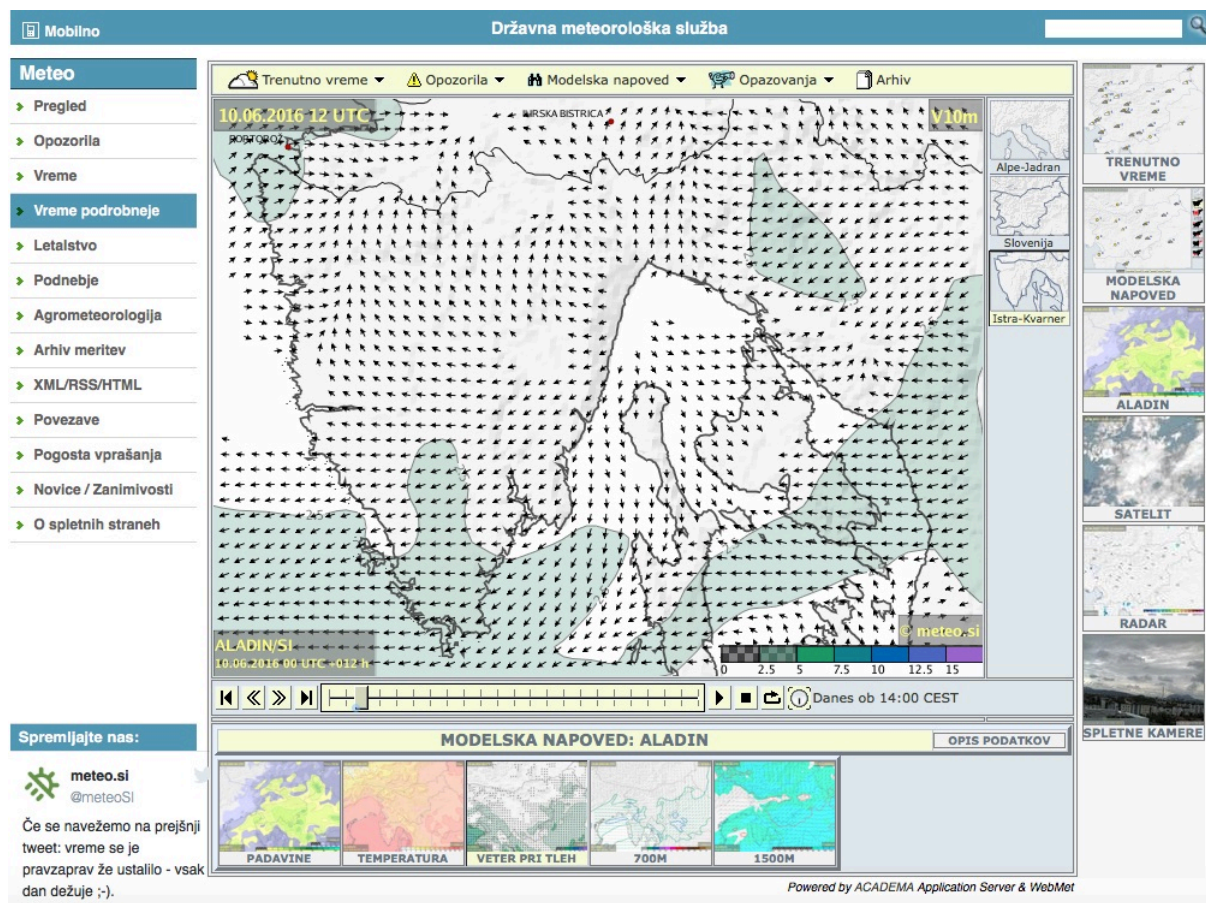 Mobilno
Državna meteorološka služba
Meteo
Pregled
Opozorila
Vreme
Vreme podrobneje
Letalstvo
Podnebje
Agrometeorologija
Arhiv meritev
XML/RSS/HTML
Povezave
Pogosta vprašanja
Novice / Zanimivosti
O spletnih straneh
Trenutno vreme
Opozorila
Modelska napoved
Opazovanja
Arhiv
10.06.2016 12 UTC
V10m
PORTOROŽ
BISTRICA
2.5
ALADIN/SI
10.06.2016 00 UTC +012 h
© meteo.si
0 2.5 5 7.5 10 12.5 15
Danes ob 14:00 CEST
Alpe-Jadran
Slovenija
Istra-Kvarner
TRENUTNO
VREME
MODELSKA
NAPOVED
ALADIN
SATELIT
RADAR
SPLETNE KAMERE
MODELSKA NAPOVED: ALADIN
OPIS PODATKOV
PADAVINE
TEMPERATURA
VETER PRI TLEH
700M
1500M
Powered by ACADEMA Application Server & WebMet
Spremljajte nas:
meteo.si
@meteoSI
Če se navežemo na prejšnji
tweet: vreme se je
pravzaprav že ustalilo - vsak
dan dežuje ;-).